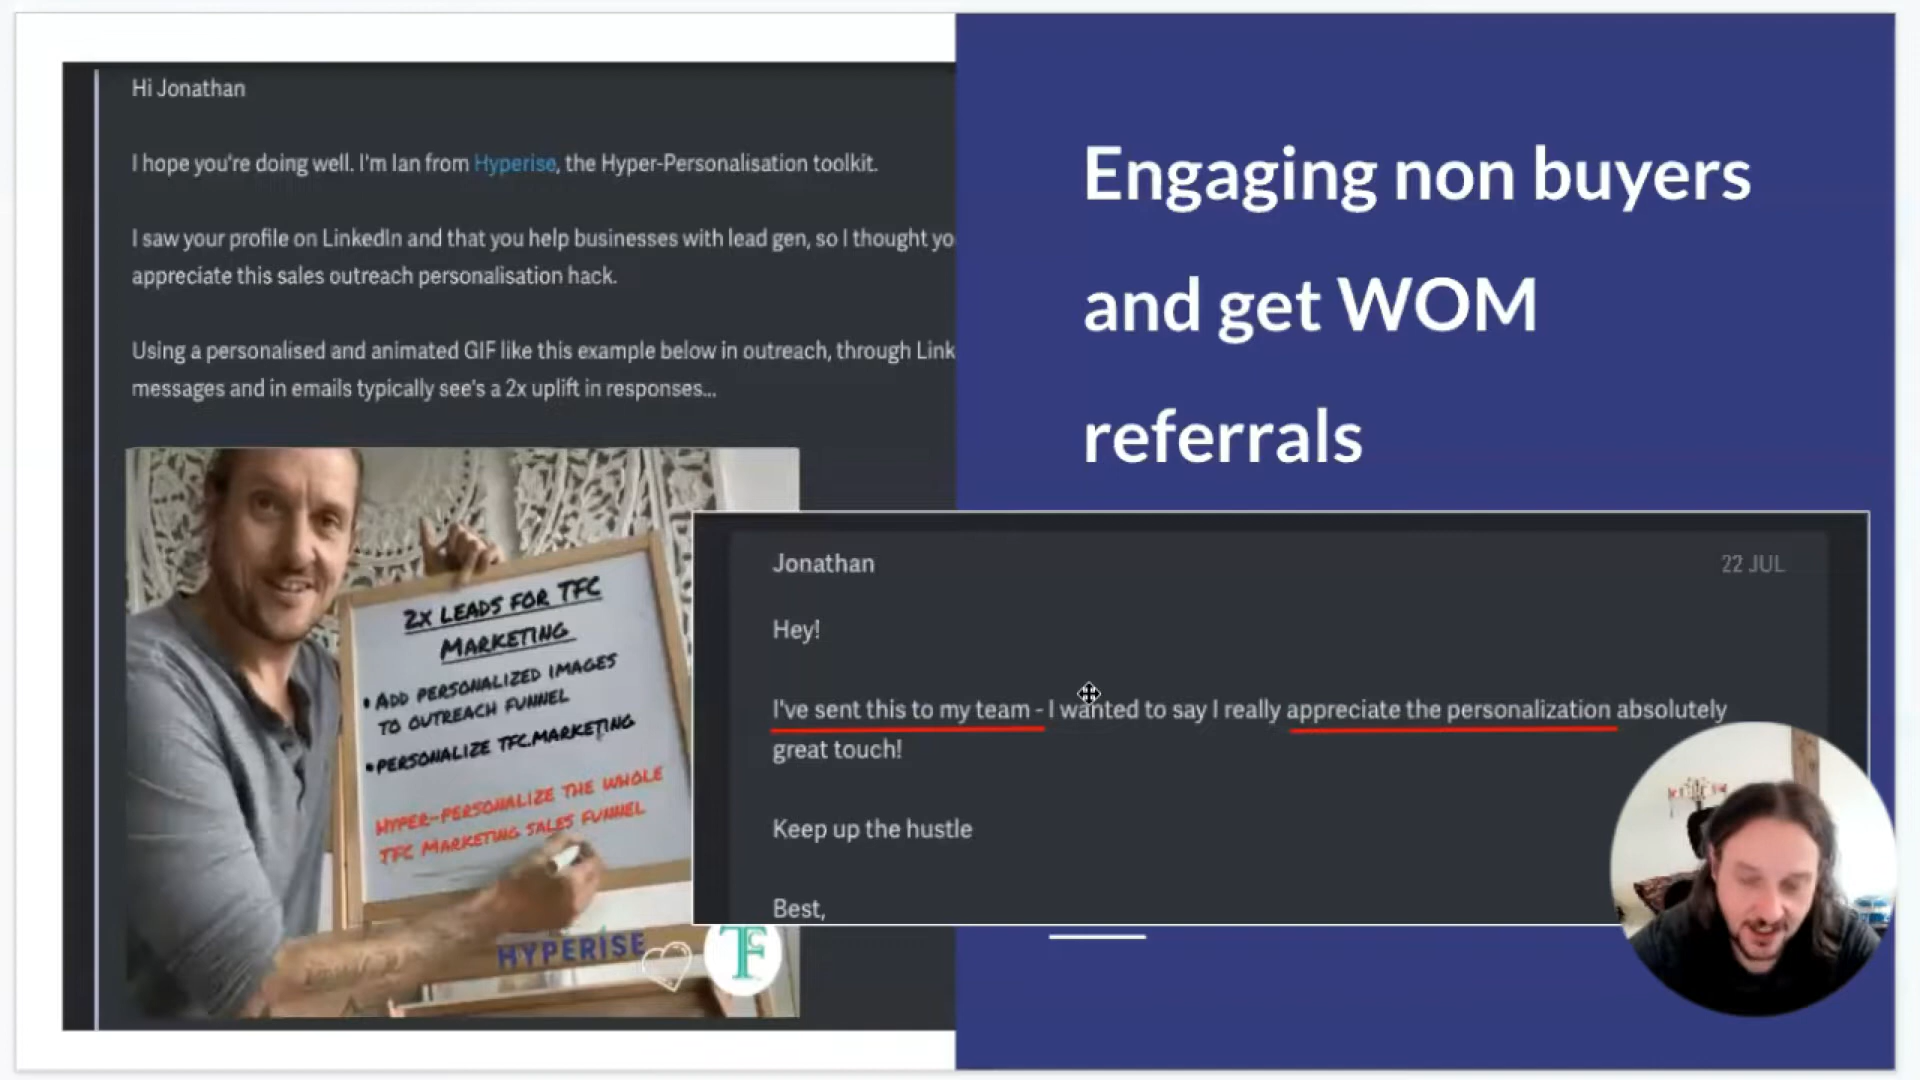 Hi Jonathan
I hope you're doing well. I'm Ian from Hyperise, the Hyper-Personalisation toolkit.
I saw your profile on LinkedIn and that you help businesses with lead gen, so I thought yo
appreciate this sales outreach personalisation hack.
Using a personalised and animated GIF like this example below in outreach, through Link
messages and in emails typically see's a 2x uplift in responses...
2X LEADS FOR TFC
MARKETING
• ADD PERSONALIZED IMAGES
TO OUTREACH FUNNEL
• PERSONALIZE TFC.MARKETING
HYPER-PERSONALIZE THE WHOLE
TFC MARKETING SALES FUNNEL
HYPERISE
TF
Engaging non buyers
and get WOM
referrals
Jonathan
22 JUL
Hey!
I've sent this to my team - I wanted to say I really appreciate the personalization absolutely
great touch!
Keep up the hustle
Best,